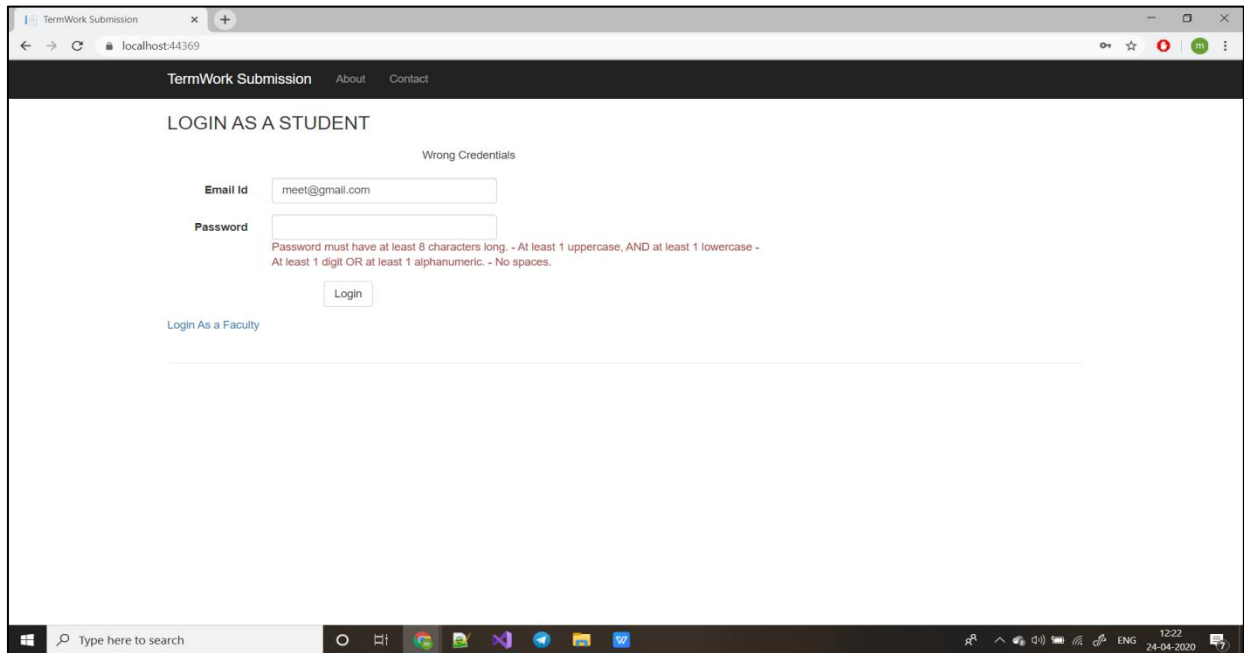 TermWork Submission
localhost:44369
m
TermWork Submission About Contact
LOGIN AS A STUDENT
Wrong Credentials
Email Id meet@gmail.com
Password
Password must have at least 8 characters long. - At least 1 uppercase, AND at least 1 lowercase -
At least 1 digit OR at least 1 alphanumeric. - No spaces.
Login
Login As a Faculty
Type here to search
W
ENG
12:22
24-04-2020
7